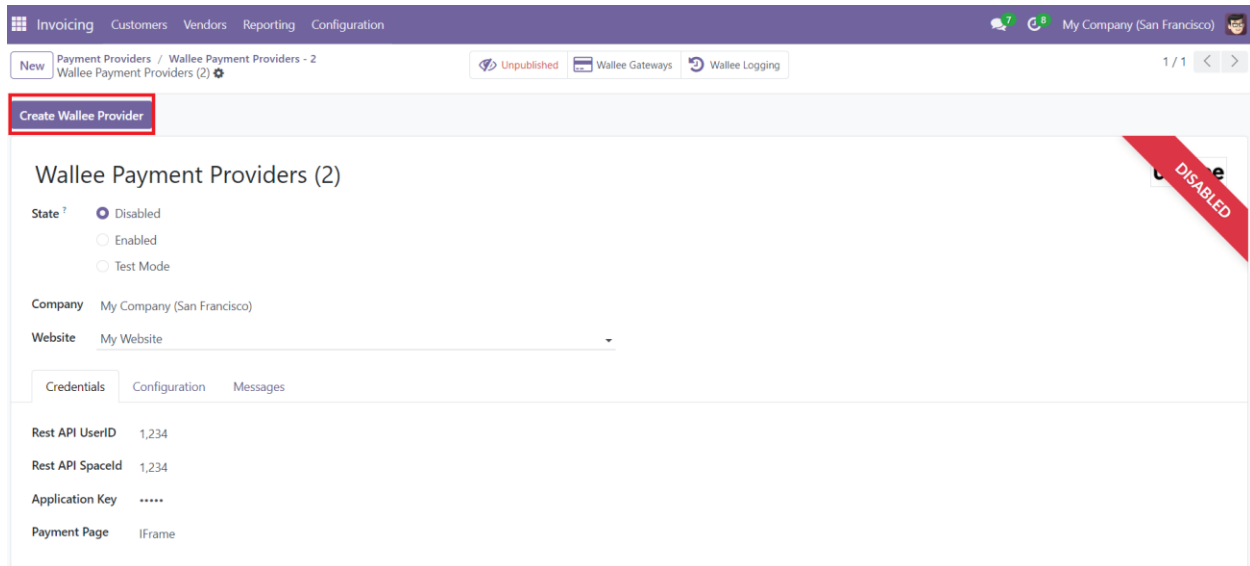 Invoicing Customers Vendors Reporting Configuration 7 8 My Company (San Francisco)
New Payment Providers / Wallee Payment Providers - 2 Unpublished Wallee Gateways Wallee Logging 1 / 1
Wallee Payment Providers (2)
Create Wallee Provider
Wallee Payment Providers (2)
DISABLED
State ? Disabled
Enabled
Test Mode
Company My Company (San Francisco)
Website My Website
Credentials Configuration Messages
Rest API UserID 1,234
Rest API SpaceId 1,234
Application Key •••••
Payment Page IFrame